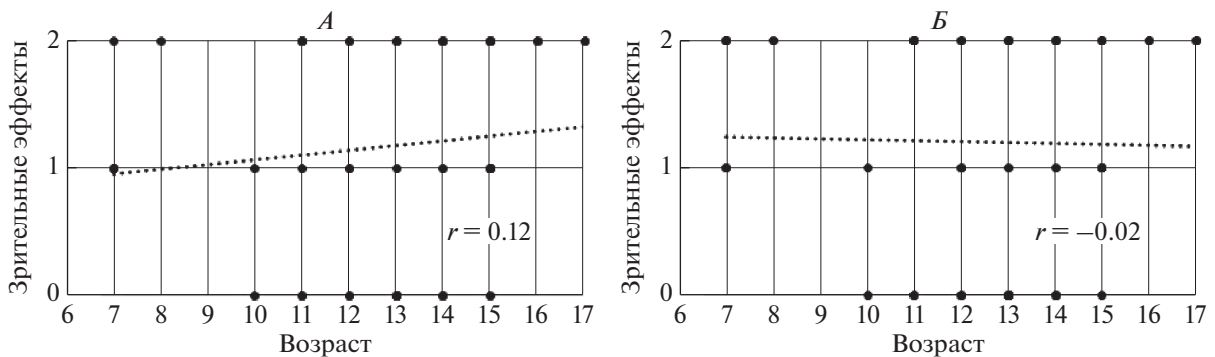 А
Зрительные эффекты
2
1
0
r = 0.12
6 7 8 9 10 11 12 13 14 15 16 17
Возраст
Б
Зрительные эффекты
2
1
0
r = −0.02
6 7 8 9 10 11 12 13 14 15 16 17
Возраст